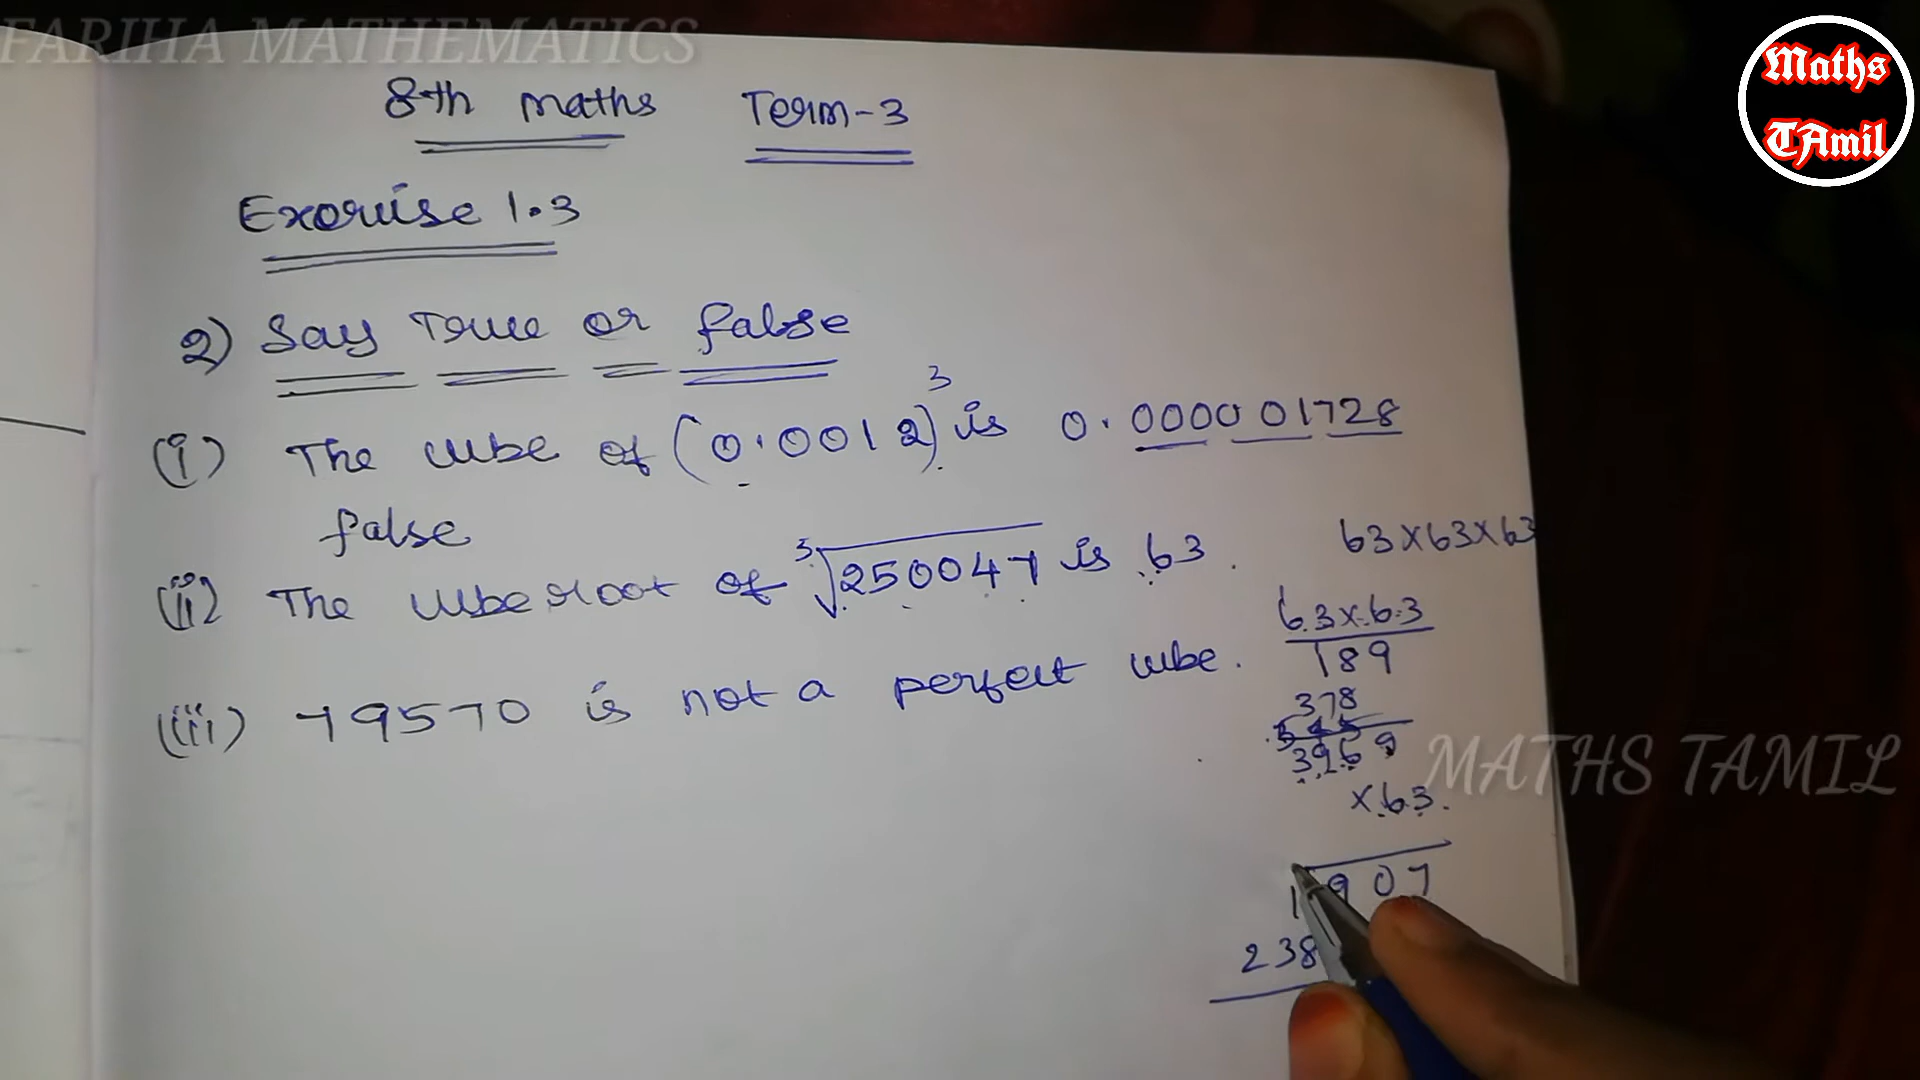 FARIHA MATHEMATICS
Maths
TAmil
8th maths Term-3
Exercise 1.3
2) Say True or false
(i) The cube of (0.0012)³ is 0.000001728
false
(ii) The cube root of ³√250047 is 63.
63×63×63
63×63
189
378
3969
×63.
(iii) 79570 is not a perfect cube.
MATHS TAMIL
907
238